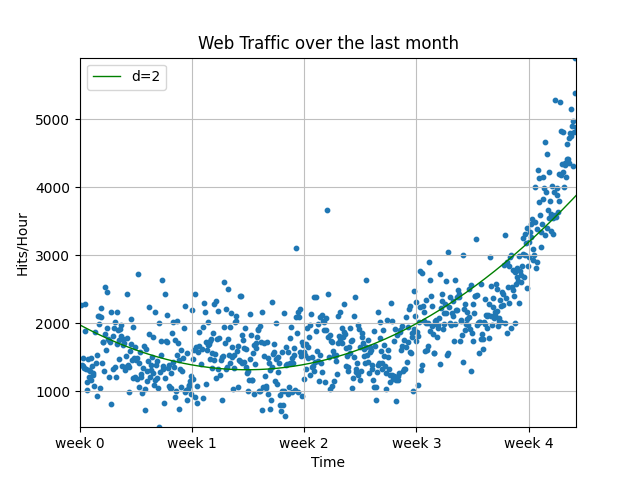 Web Traffic over the last month
d=2
Hits/Hour
5000
4000
3000
2000
1000
week 0 week 1 week 2 week 3 week 4
Time